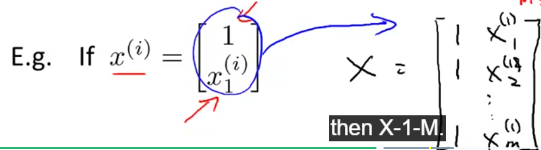 E.g. If x^(i) = [1
x_1^(i)]
X = [1 x_1^(1)
1 x_2^(1)
⋮ ⋮
1 x_m^(1)]
then X-1-M.